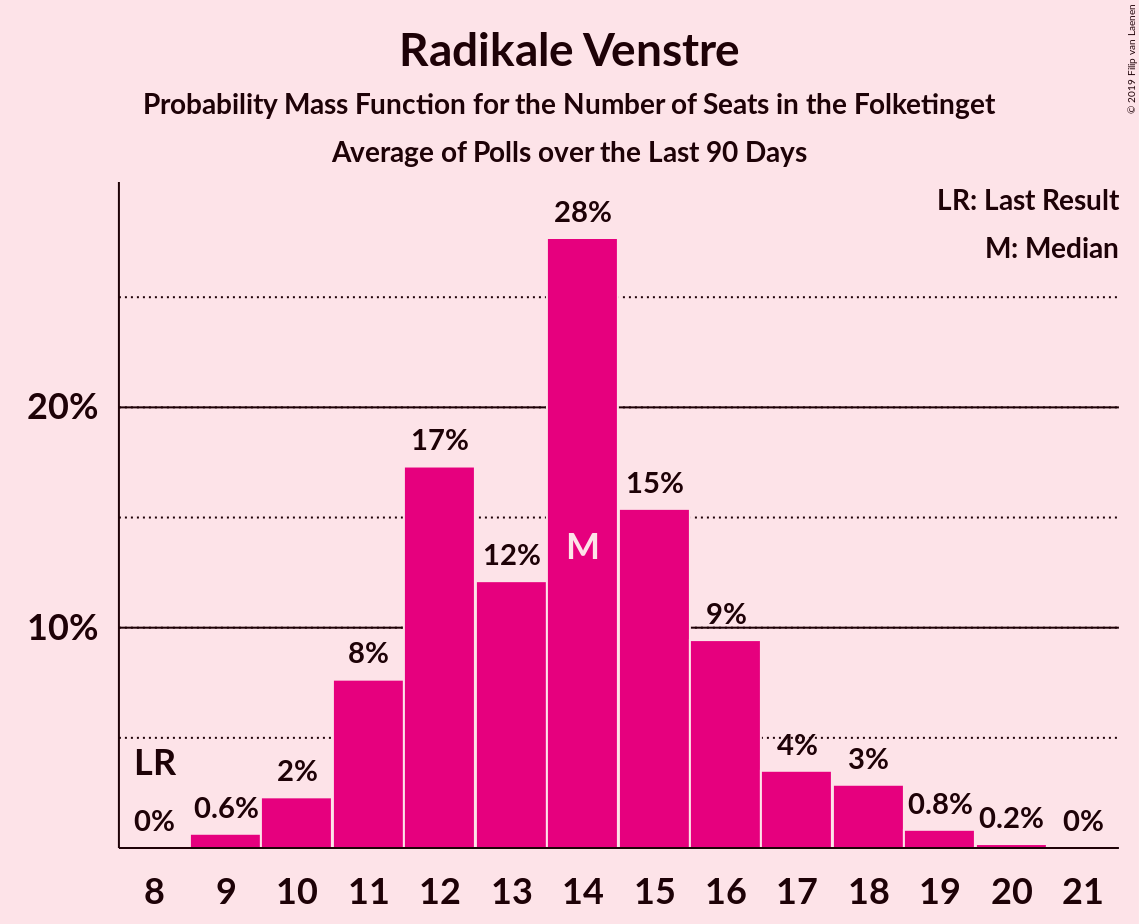 Radikale Venstre
Probability Mass Function for the Number of Seats in the Folketinget
Average of Polls over the Last 90 Days
© 2019 Filip van Laenen
LR: Last Result
M: Median
28%
20%
17%
15%
M
12%
10%
9%
8%
LR
4%
3%
2%
0%
0.6%
0.8%
0.2%
0%
8 9 10 11 12 13 14 15 16 17 18 19 20 21